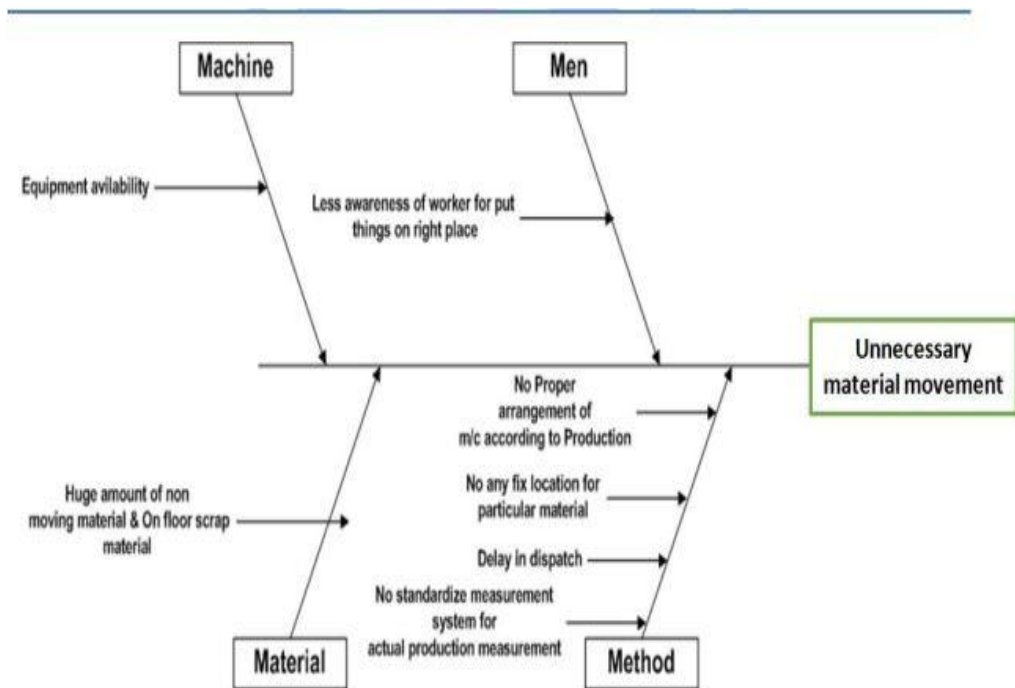 Machine
Men
Equipment avilability
Less awareness of worker for put
things on right place
Unnecessary
material movement
No Proper
arrangement of
m/c according to Production
Huge amount of non
moving material & On floor scrap
material
No any fix location for
particular material
Delay in dispatch
No standardize measurement
system for
actual production measurement
Material
Method